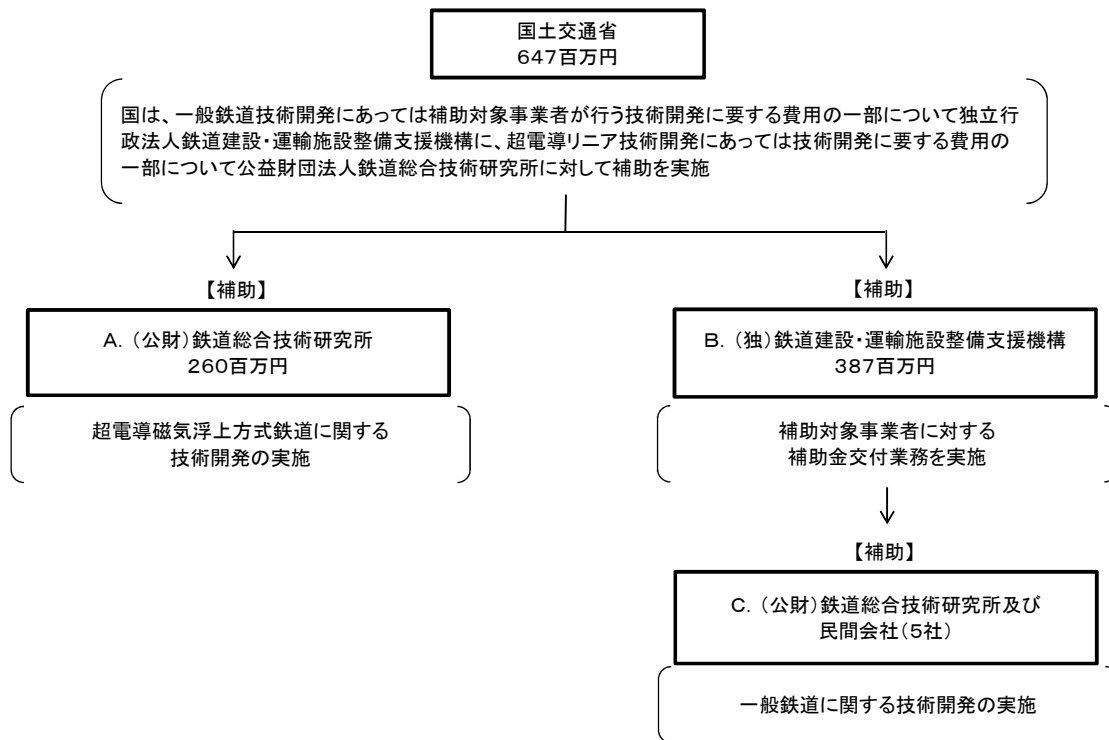 国土交通省
647百万円
国は、一般鉄道技術開発にあっては補助対象事業者が行う技術開発に要する費用の一部について独立行
政法人鉄道建設・運輸施設整備支援機構に、超電導リニア技術開発にあっては技術開発に要する費用の
一部について公益財団法人鉄道総合技術研究所に対して補助を実施
【補助】
A.（公財）鉄道総合技術研究所
260百万円
超電導磁気浮上方式鉄道に関する
技術開発の実施
【補助】
B.（独）鉄道建設・運輸施設整備支援機構
387百万円
補助対象事業者に対する
補助金交付業務を実施
【補助】
C.（公財）鉄道総合技術研究所及び
民間会社（5社）
一般鉄道に関する技術開発の実施